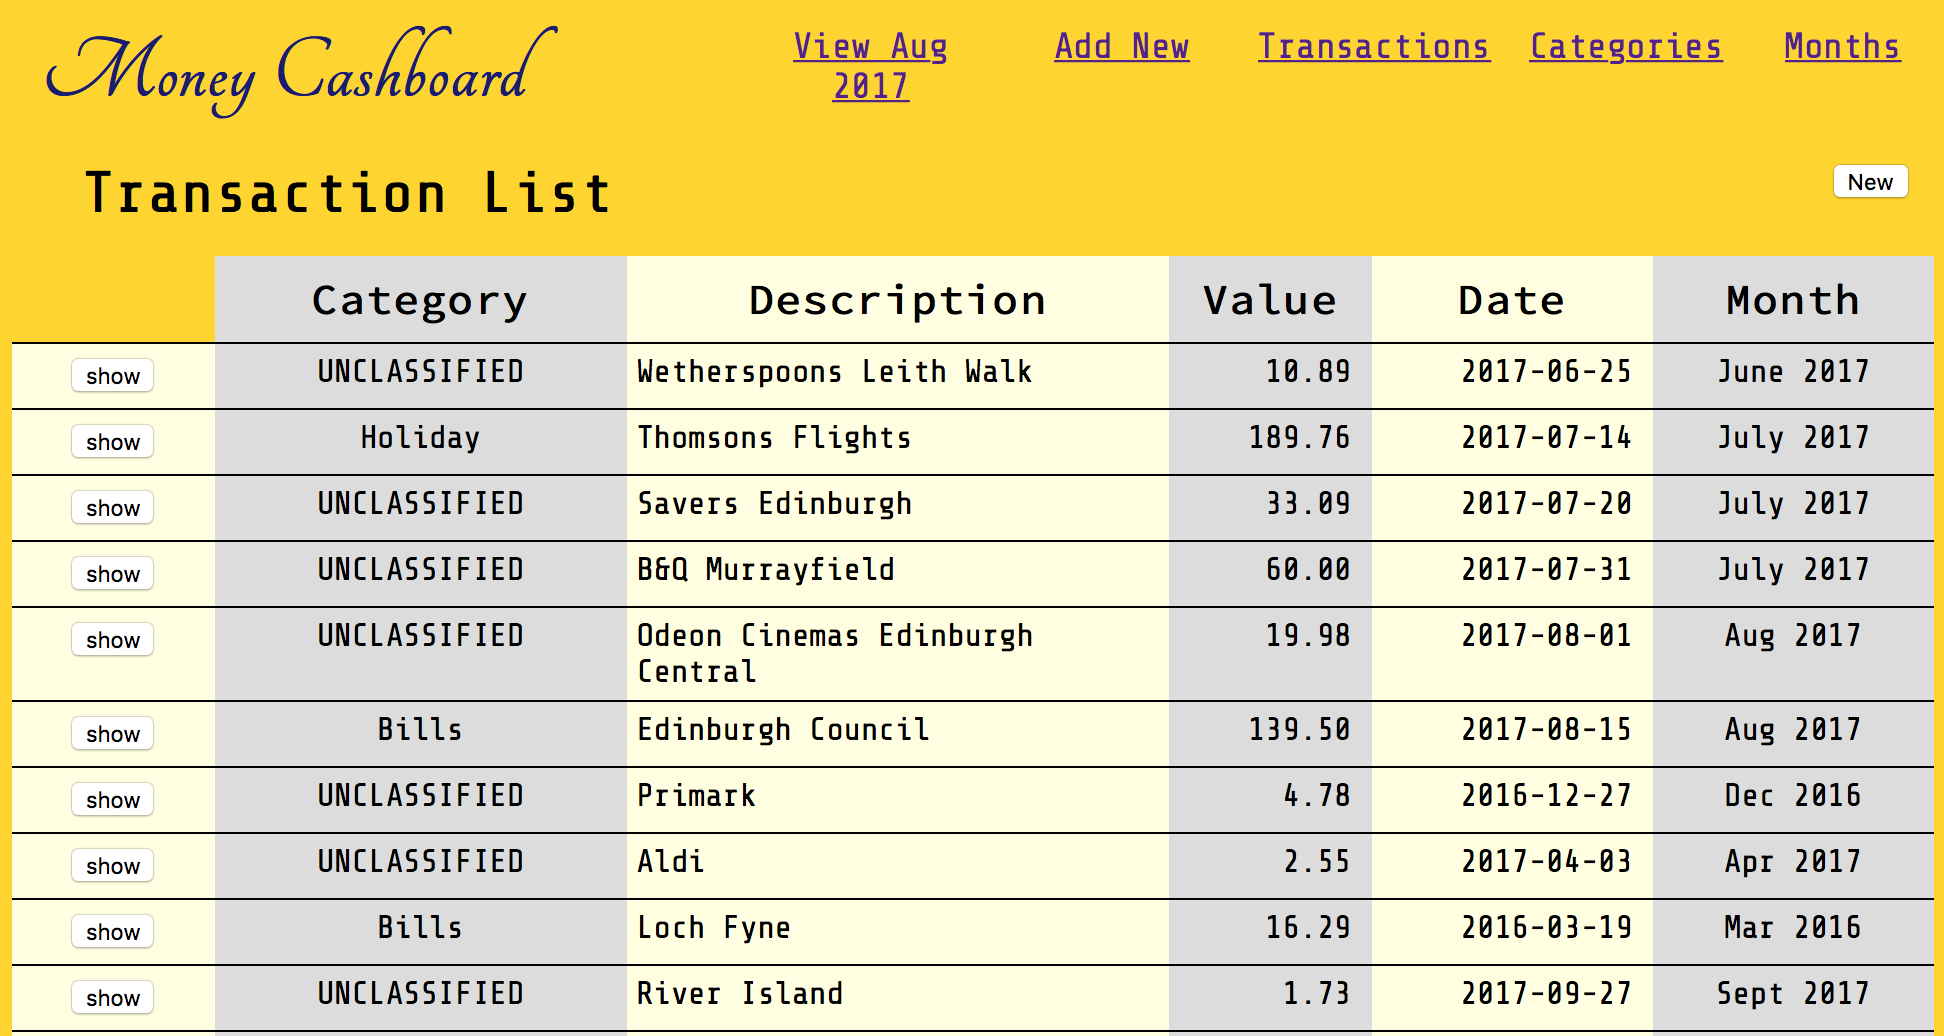 Money Cashboard
View Aug 2017
Add New
Transactions
Categories
Months
Transaction List
New
Category Description Value Date Month
show UNCLASSIFIED Wetherspoons Leith Walk 10.89 2017-06-25 June 2017
show Holiday Thomsons Flights 189.76 2017-07-14 July 2017
show UNCLASSIFIED Savers Edinburgh 33.09 2017-07-20 July 2017
show UNCLASSIFIED B&Q Murrayfield 60.00 2017-07-31 July 2017
show UNCLASSIFIED Odeon Cinemas Edinburgh 19.98 2017-08-01 Aug 2017
Central
show Bills Edinburgh Council 139.50 2017-08-15 Aug 2017
show UNCLASSIFIED Primark 4.78 2016-12-27 Dec 2016
show UNCLASSIFIED Aldi 2.55 2017-04-03 Apr 2017
show Bills Loch Fyne 16.29 2016-03-19 Mar 2016
show UNCLASSIFIED River Island 1.73 2017-09-27 Sept 2017